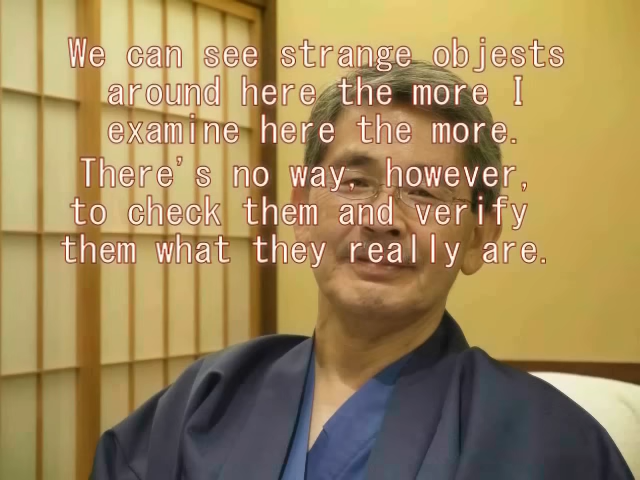 We can see strange objests
around here the more I
examine here the more.
There's no way, however,
to check them and verify
them what they really are.